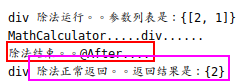 div 除法运行。。参数列表是：{[2, 1]}
MathCalculator.....div......
除法结束。。@After....
div 除法正常返回。。返回结果是：{2}